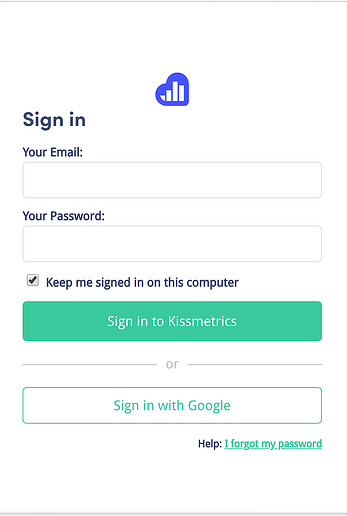 Sign in
Your Email:
Your Password:
Keep me signed in on this computer
Sign in to Kissmetrics
or
Sign in with Google
Help: I forgot my password